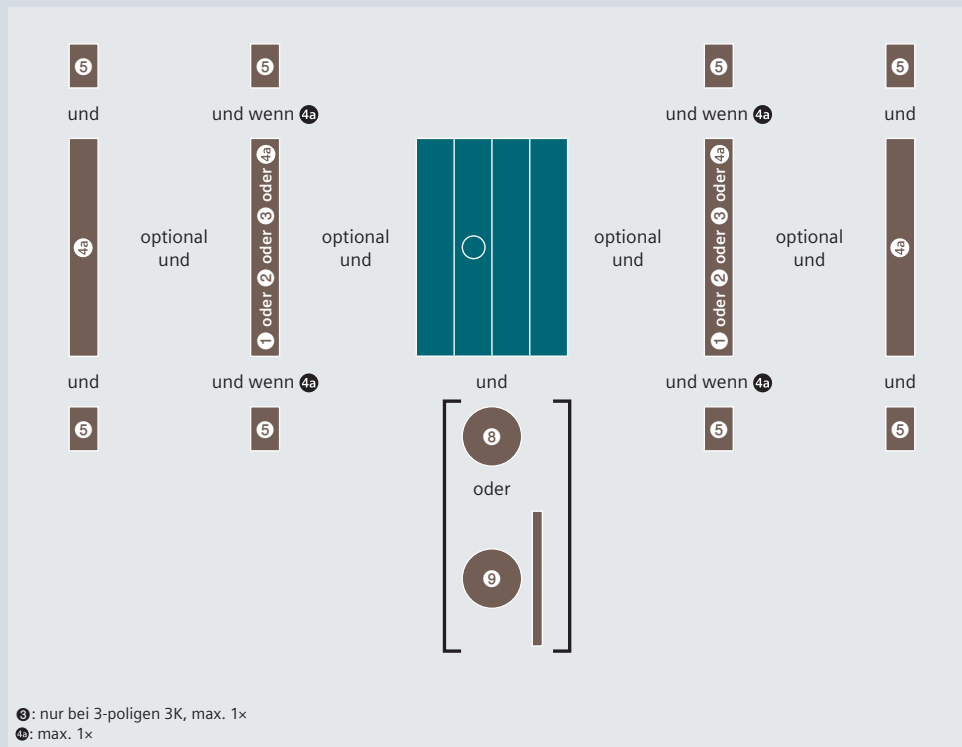 5 5 5 5
und und wenn 4a und wenn 4a und
4a
optional
und
1 oder 2 oder 3 oder 4a
optional
und
optional
und
1 oder 2 oder 3 oder 4a
optional
und
4a
und und wenn 4a und und wenn 4a und
5 5 5 5
8
oder
9
3: nur bei 3-poligen 3K, max. 1×
4a: max. 1×